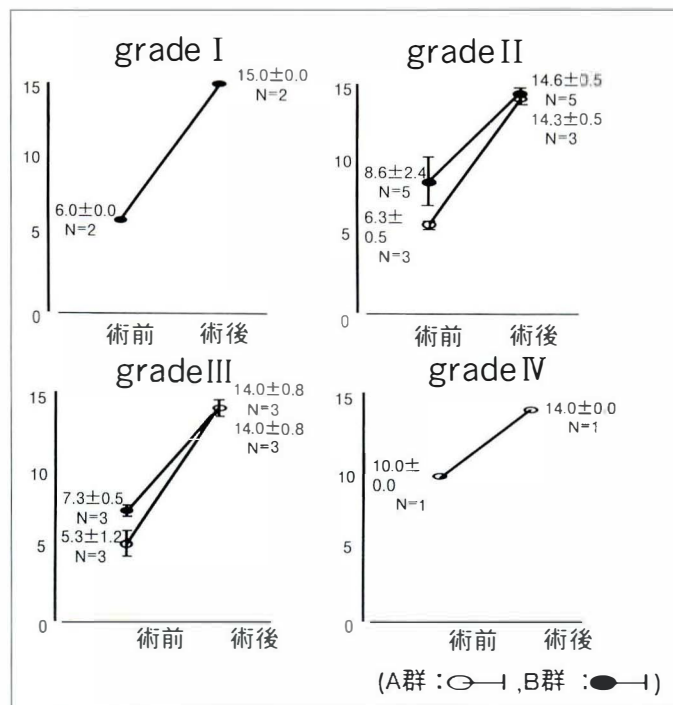 grade I
15
10
5
0
15.0±0.0
N=2
6.0±0.0
N=2
術前 術後
grade II
15
10
5
0
14.6±0.5
N=5
14.3±0.5
N=3
8.6±2.4
N=5
6.3±
0.5
N=3
術前 術後
grade III
15
10
5
0
14.0±0.8
N=3
14.0±0.8
N=3
7.3±0.5
N=3
5.3±1.2
N=3
術前 術後
grade Ⅳ
15
10
5
0
14.0±0.0
N=1
10.0±
0.0
N=1
術前 術後
(A群: ,B群: )